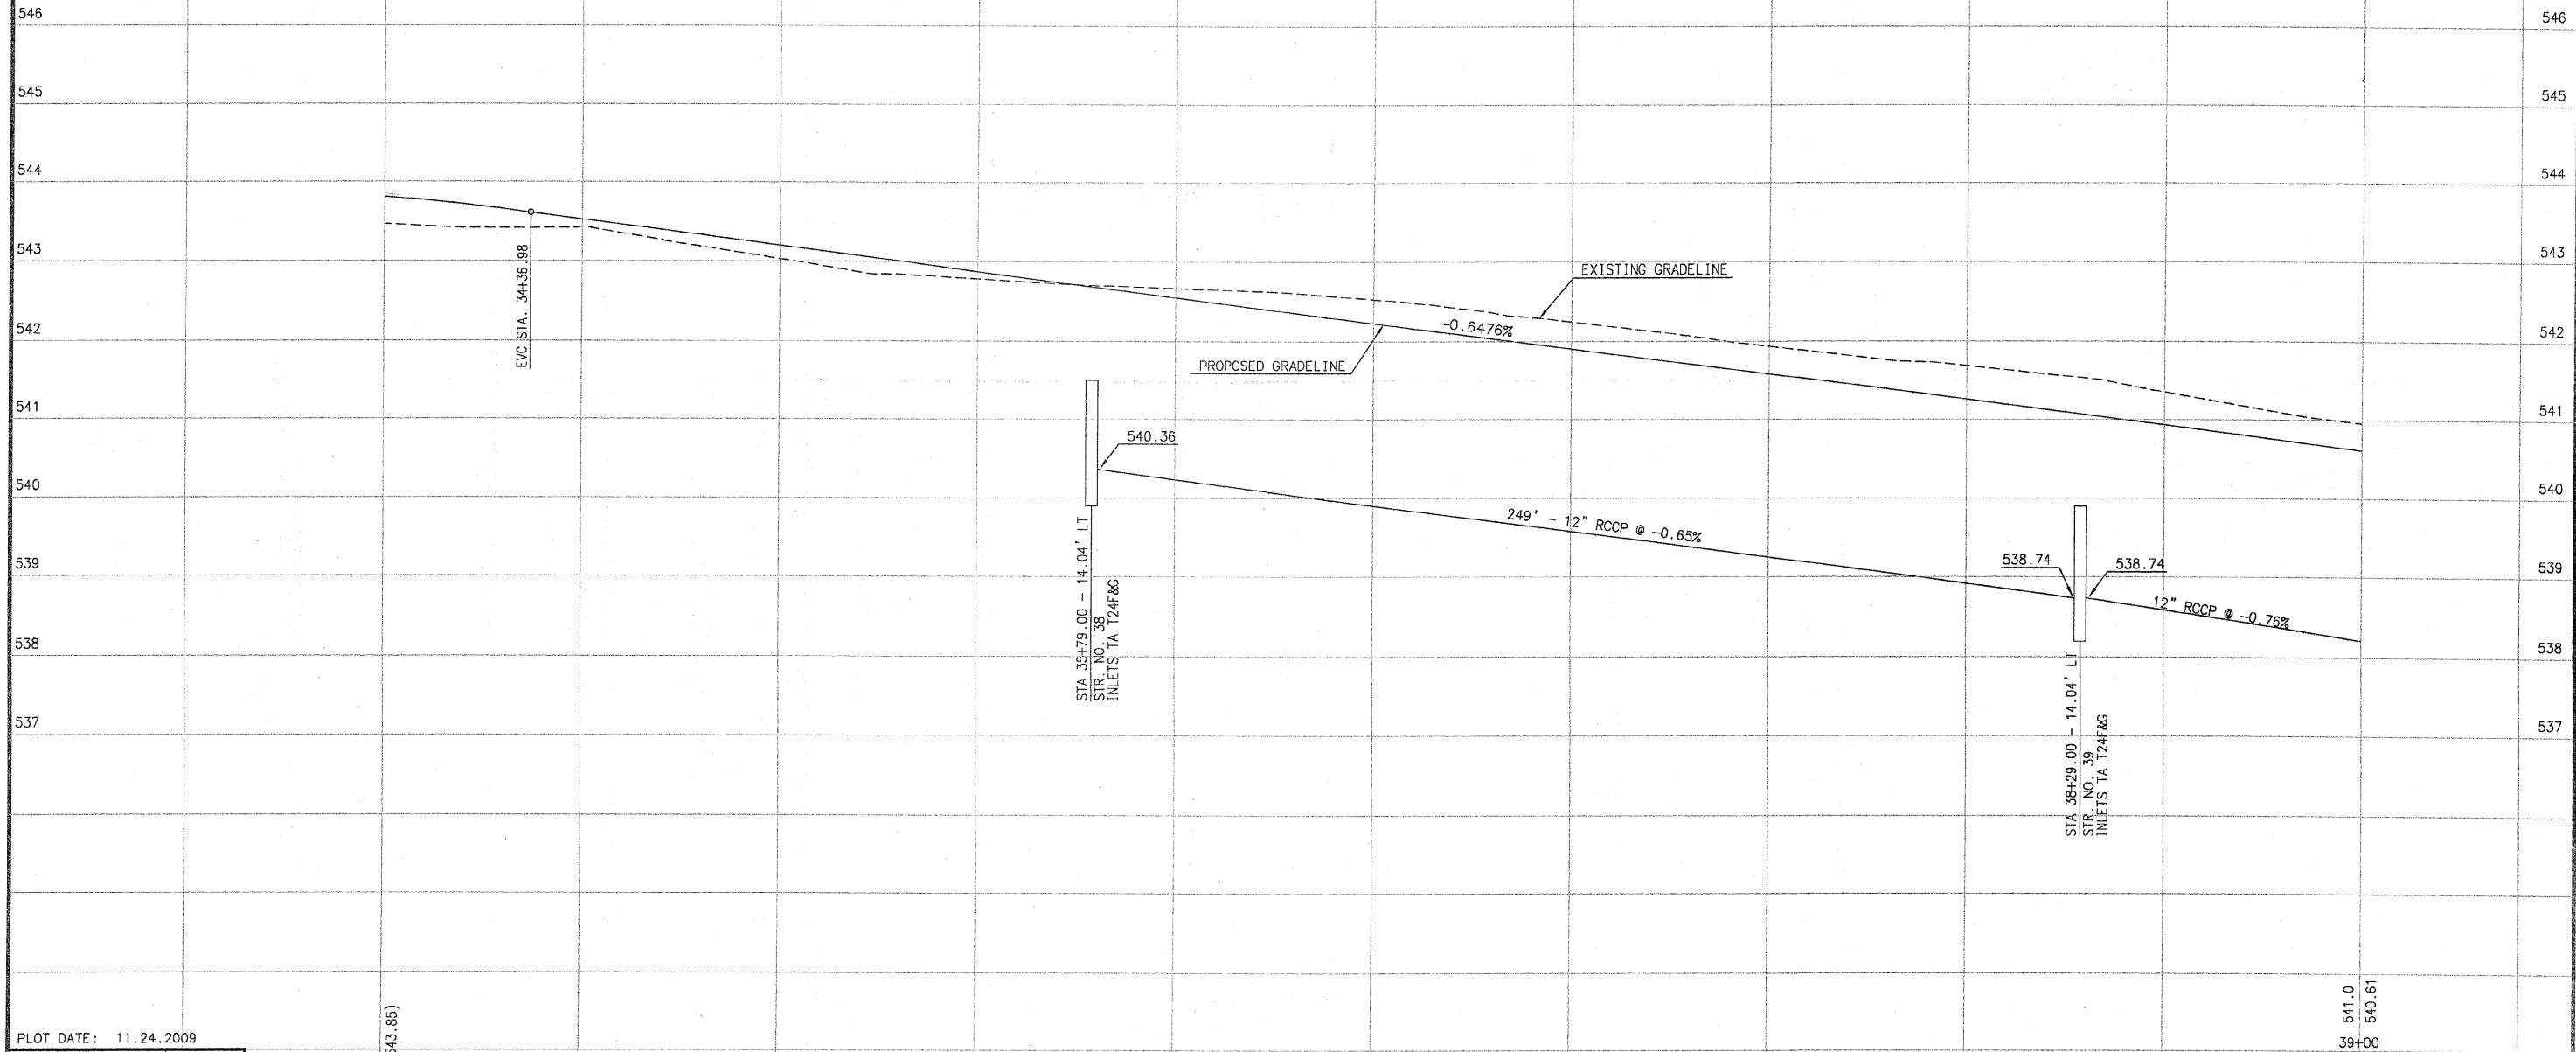 546
546
545
545
544
544
543
543
542
542
541
541
540
540
539
539
538
538
537
537
EVC STA. 34+36.98
EXISTING GRADELINE
-0.6476%
PROPOSED GRADELINE
540.36
249' - 12" RCCP @ -0.65%
538.74
538.74
12" RCCP @ -0.76%
STA 35+79.00 - 14.04' LT
STR. NO. 38
INLETS TA T24F&G
STA 38+29.00 - 14.04' LT
STR. NO. 39
INLETS TA T24F&G
543.85)
541.0
540.61
39+00
PLOT DATE: 11.24.2009